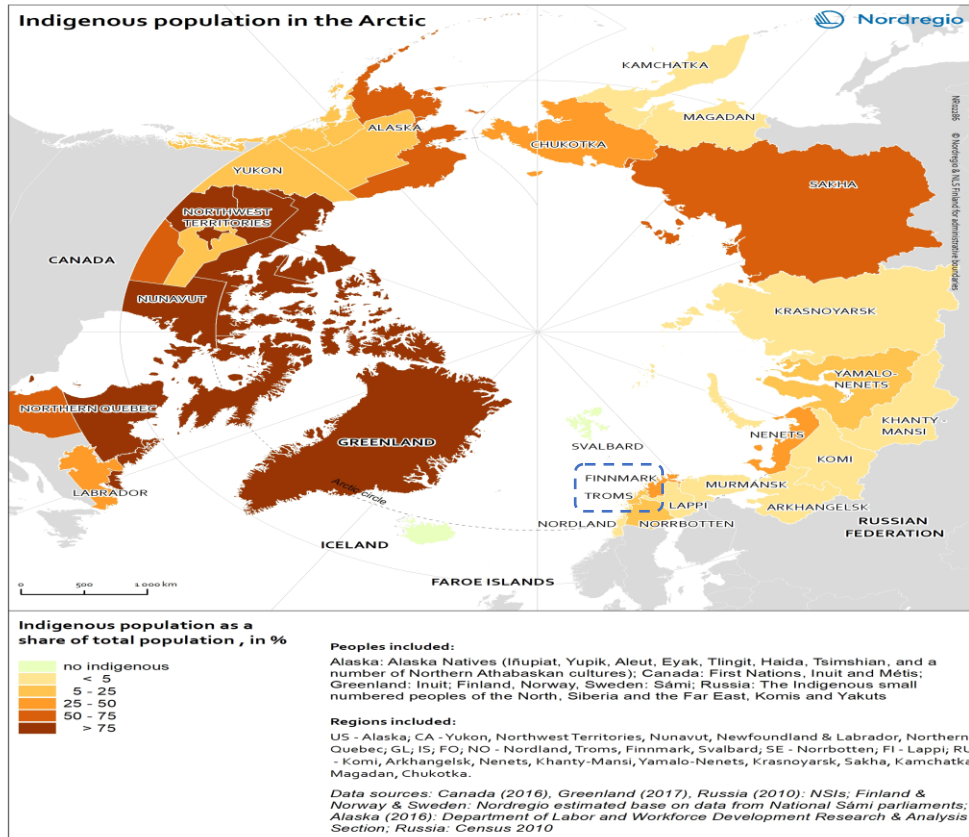 Indigenous population in the Arctic
Nordregio
KAMCHATKA
MAGADAN
ALASKA
CHUKOTKA
YUKON
SAKHA
NORTHWEST
TERRITORIES
CANADA
NUNAVUT
KRASNOYARSK
YAMALO-
NENETS
NORTHERN QUEBEC
KHANTY-
MANSI
GREENLAND
SVALBARD
NENETS
KOMI
FINNMARK
MURMANSK
LABRADOR
TROMS
LAPPI
ARKHANGELSK
Arctic circle
NORDLAND
NORRBOTTEN
RUSSIAN
FEDERATION
ICELAND
FAROE ISLANDS
0 500 1 000 km
© Nordregio & NLS Finland for administrative boundaries
Indigenous population as a
share of total population , in %
no indigenous
< 5
5 - 25
25 - 50
50 - 75
> 75
Peoples included:
Alaska: Alaska Natives (Iñupiat, Yupik, Aleut, Eyak, Tlingit, Haida, Tsimshian, and a
number of Northern Athabaskan cultures); Canada: First Nations, Inuit and Métis;
Greenland: Inuit; Finland, Norway, Sweden: Sámi; Russia: The Indigenous small
numbered peoples of the North, Siberia and the Far East, Komis and Yakuts
Regions included:
US - Alaska; CA - Yukon, Northwest Territories, Nunavut, Newfoundland & Labrador, Northern
Quebec; GL; IS; FO; NO - Nordland, Troms, Finnmark, Svalbard; SE - Norrbotten; FI - Lappi; RU
- Komi, Arkhangelsk, Nenets, Khanty-Mansi, Yamalo-Nenets, Krasnoyarsk, Sakha, Kamchatka
Magadan, Chukotka.
Data sources: Canada (2016), Greenland (2017), Russia (2010): NSIs; Finland &
Norway & Sweden: Nordregio estimated base on data from National Sámi parliaments;
Alaska (2016): Department of Labor and Workforce Development Research & Analysis
Section; Russia: Census 2010